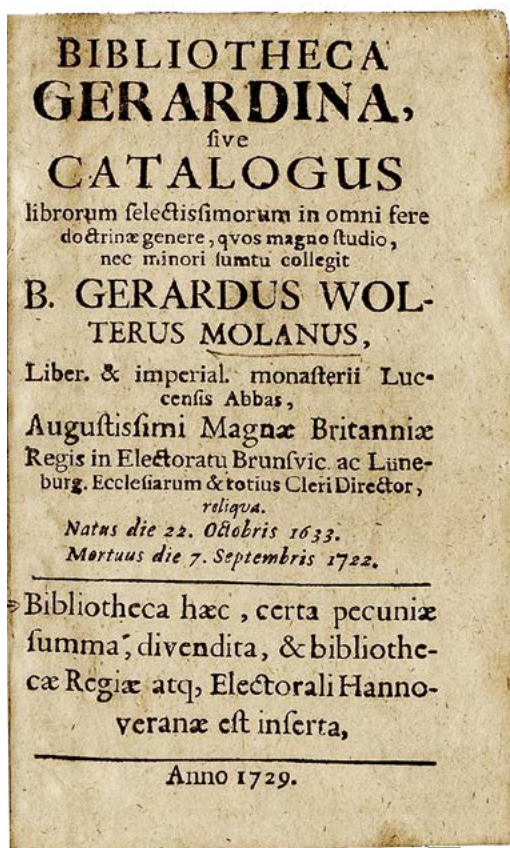 BIBLIOTHECA
GERARDINA,
ſive
CATALOGUS
librorum ſelectisſimorum in omni fere
doctrinæ genere, qvos magno ſtudio,
nec minori ſumtu collegit
B. GERARDUS WOL-
TERUS MOLANUS,
Liber. & imperial. monaſterii Luc-
cenſis Abbas,
Auguſtisſimi Magnæ Britanniæ
Regis in Electoratu Brunſvic. ac Lüne-
burg. Eccleſiarum & totius Cleri Director,
reliqva.
Natus die 22. Octobris 1633.
Mortuus die 7. Septembris 1722.
Bibliotheca hæc, certa pecuniæ
ſumma, divendita, & bibliothe-
cæ Regiæ atq, Electorali Hanno-
veranæ eſt inſerta,
Anno 1729.